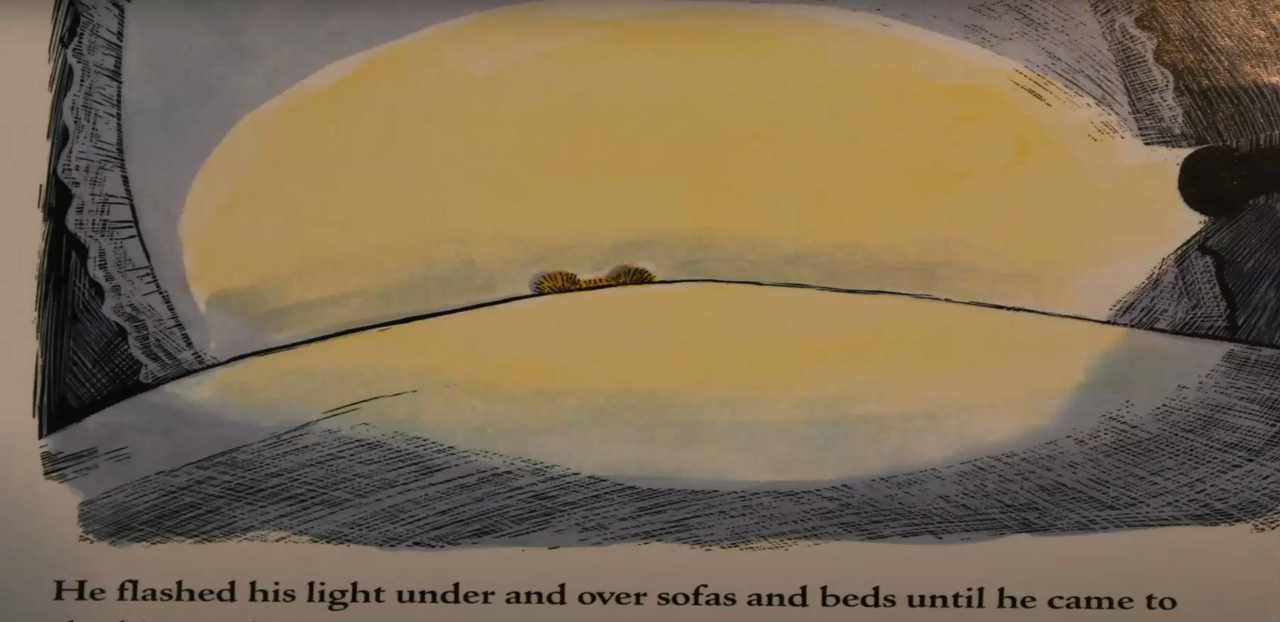 He flashed his light under and over sofas and beds until he came to